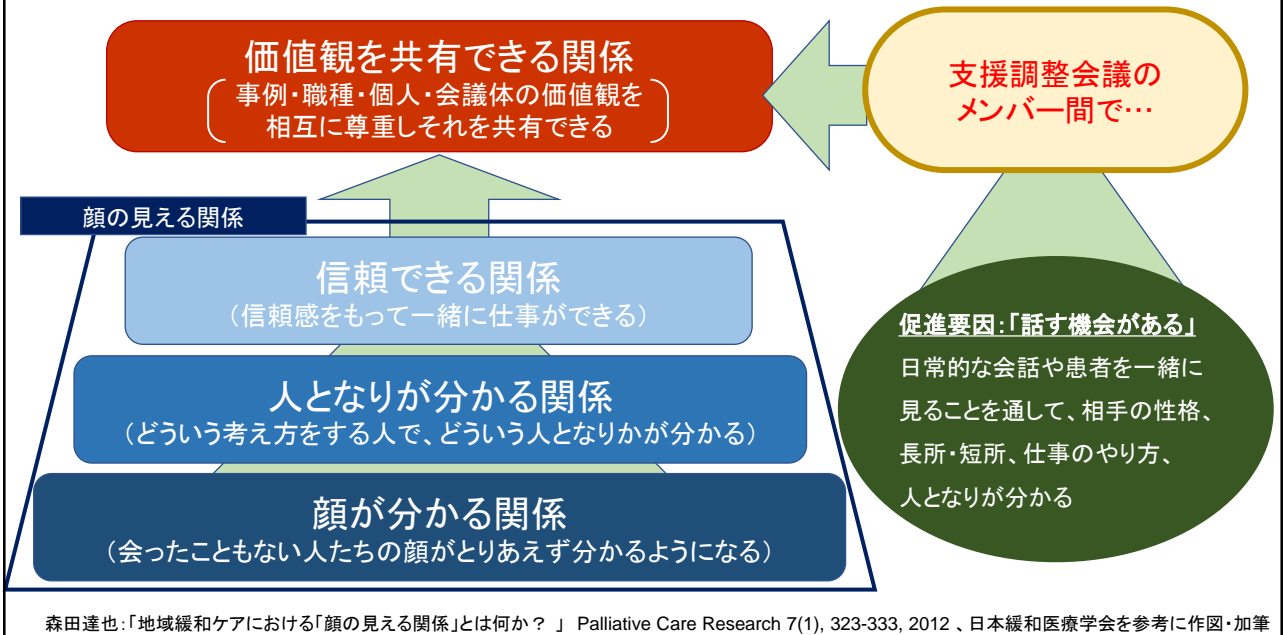 価値観を共有できる関係
事例・職種・個人・会議体の価値観を
相互に尊重しそれを共有できる
支援調整会議の
メンバー間で…
顔の見える関係
信頼できる関係
（信頼感をもって一緒に仕事ができる）
人となりが分かる関係
（どういう考え方をする人で、どういう人となりかが分かる）
顔が分かる関係
（会ったこともない人たちの顔がとりあえず分かるようになる）
促進要因：「話す機会がある」
日常的な会話や患者を一緒に
見ることを通して、相手の性格、
長所・短所、仕事のやり方、
人となりが分かる
森田達也：「地域緩和ケアにおける「顔の見える関係」とは何か？ 」 Palliative Care Research 7(1), 323-333, 2012 、日本緩和医療学会を参考に作図・加筆